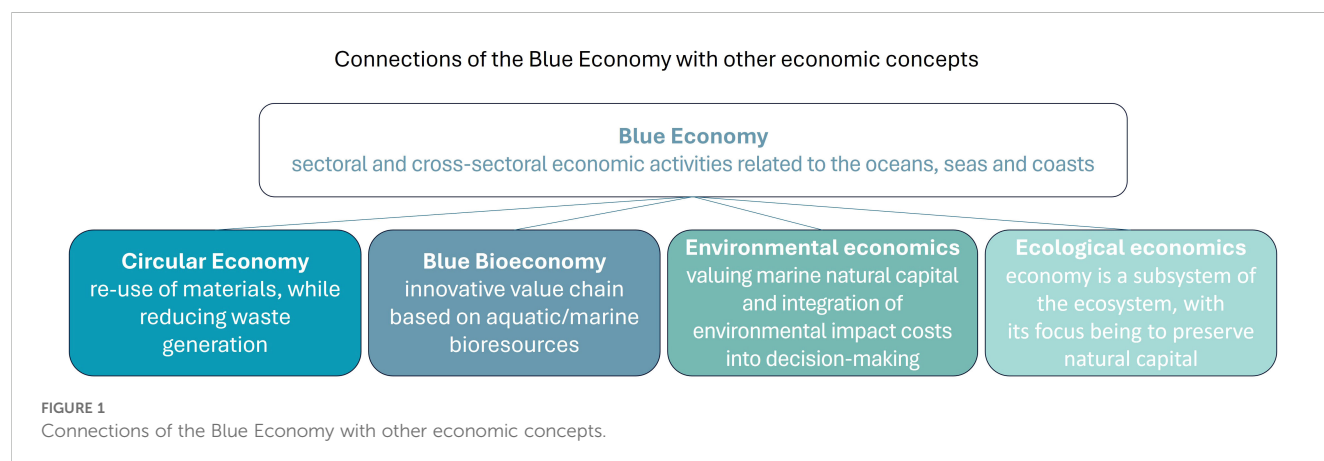 Connections of the Blue Economy with other economic concepts
Blue Economy
sectoral and cross-sectoral economic activities related to the oceans, seas and coasts
Circular Economy
re-use of materials, while
reducing waste
generation
Blue Bioeconomy
innovative value chain
based on aquatic/marine
bioresources
Environmental economics
valuing marine natural capital
and integration of
environmental impact costs
into decision-making
Ecological economics
economy is a subsystem of
the ecosystem, with
its focus being to preserve
natural capital
FIGURE 1
Connections of the Blue Economy with other economic concepts.